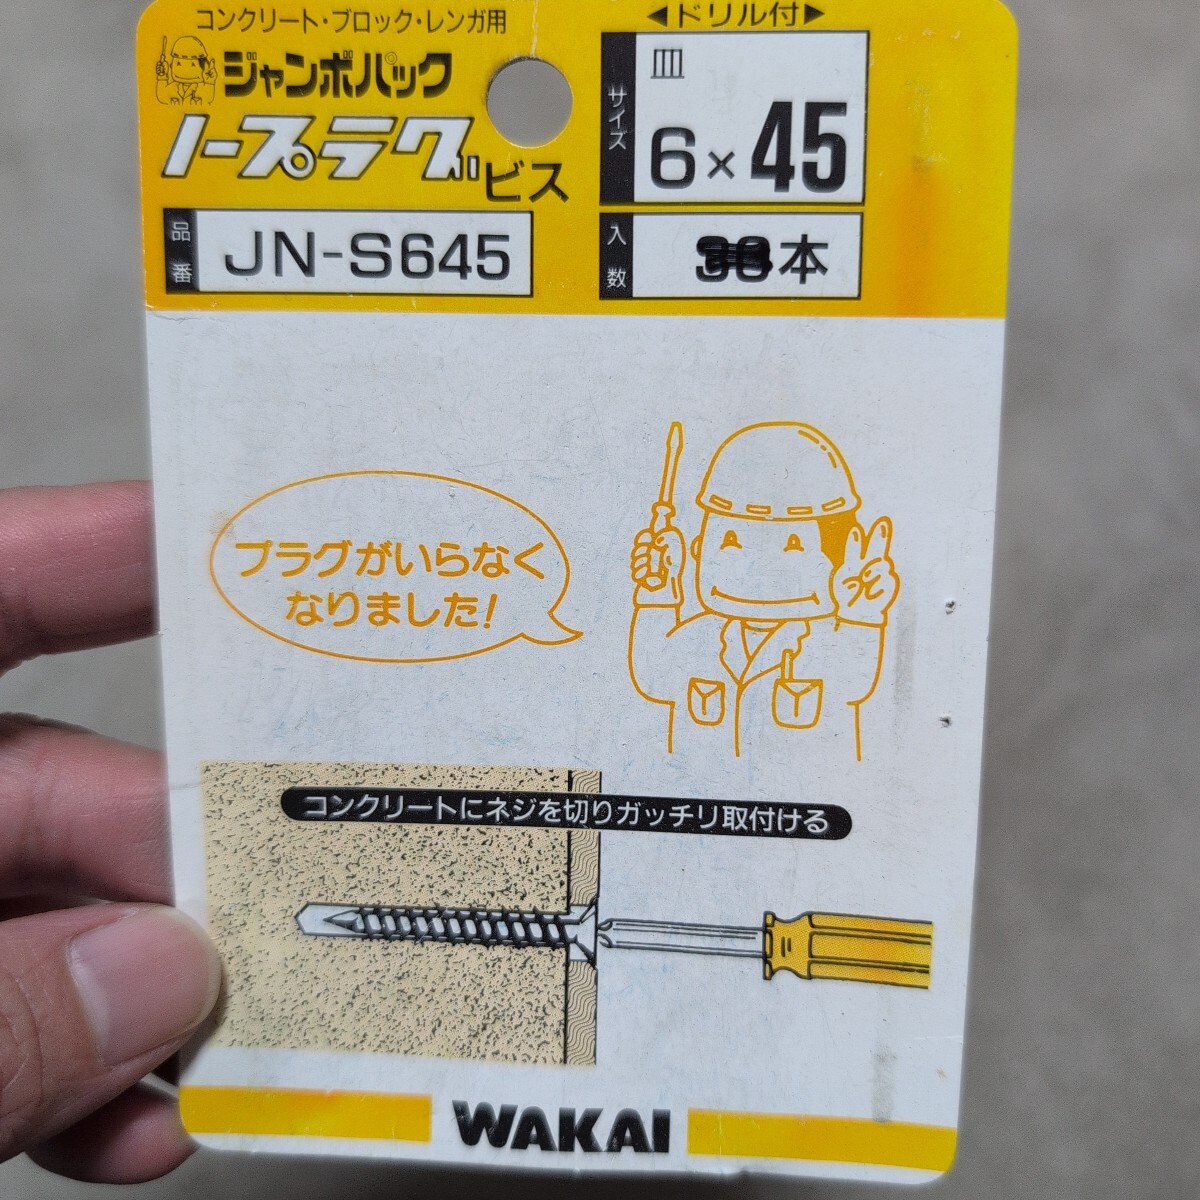 コンクリート・ブロック・レンガ用
ジャンボパック
ノープラグビス
品番 JN-S645
◀ドリル付▶
サイズ 皿 6×45
入数 本
プラグがいらなく
なりました!
コンクリートにネジを切りガッチリ取付ける
WAKAI